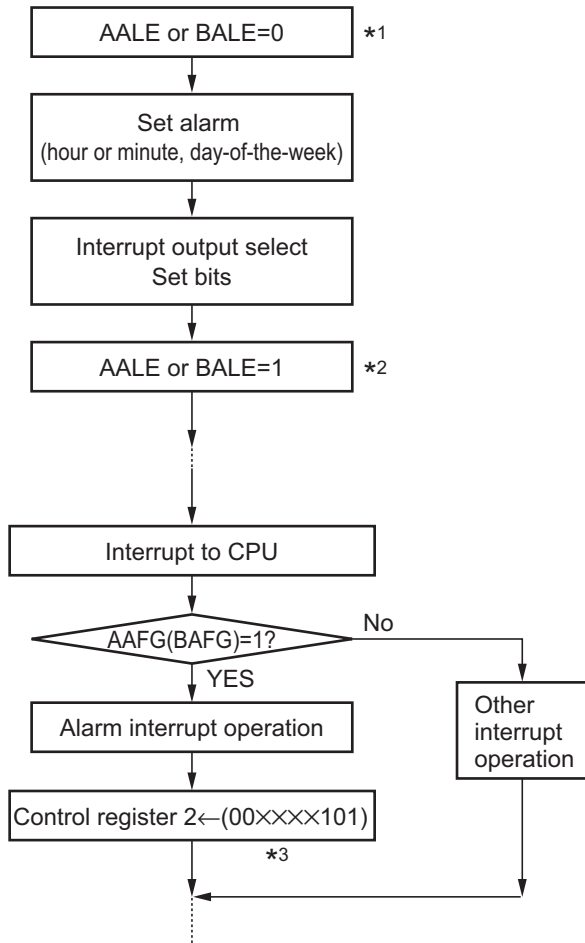 AALE or BALE=0 *1
Set alarm
(hour or minute, day-of-the-week)
Interrupt output select
Set bits
AALE or BALE=1 *2
Interrupt to CPU
AAFG(BAFG)=1?
No
YES
Alarm interrupt operation
Other
interrupt
operation
Control register 2←(00××××101)
*3